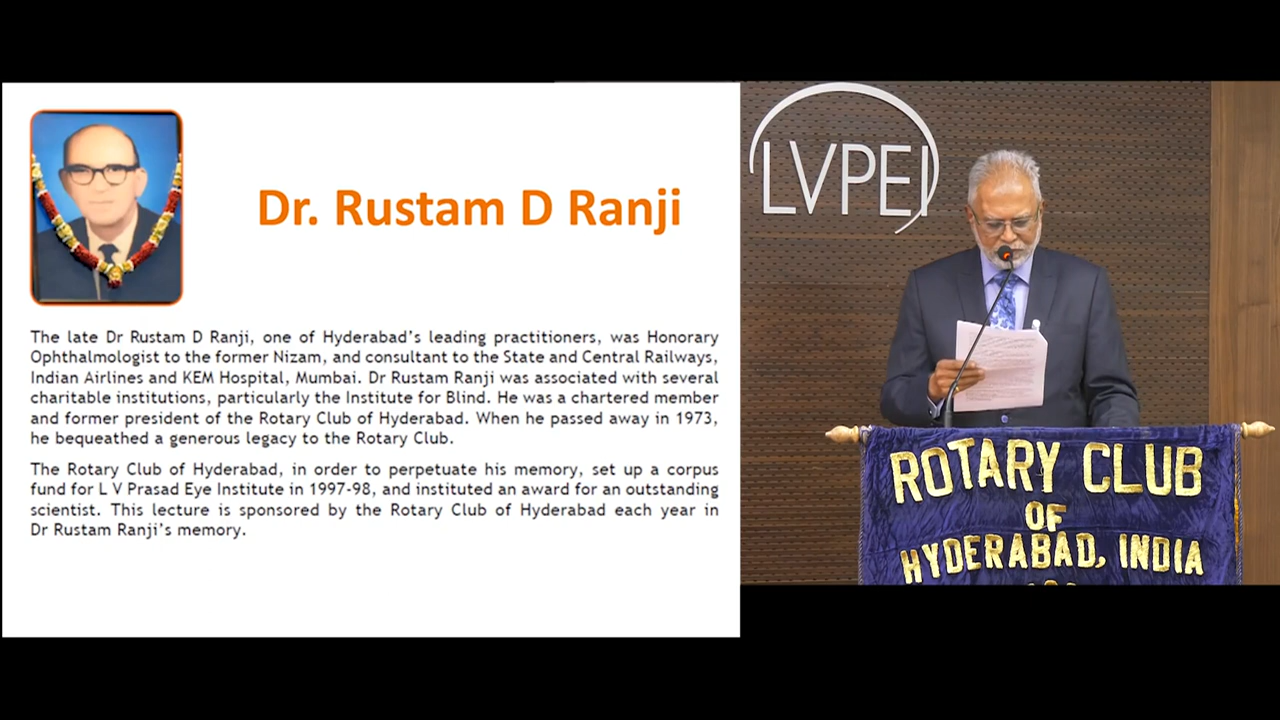 Dr. Rustam D Ranji
The late Dr Rustam D Ranji, one of Hyderabad's leading practitioners, was Honorary
Ophthalmologist to the former Nizam, and consultant to the State and Central Railways,
Indian Airlines and KEM Hospital, Mumbai. Dr Rustam Ranji was associated with several
charitable institutions, particularly the Institute for Blind. He was a chartered member
and former president of the Rotary Club of Hyderabad. When he passed away in 1973,
he bequeathed a generous legacy to the Rotary Club.
The Rotary Club of Hyderabad, in order to perpetuate his memory, set up a corpus
fund for L V Prasad Eye Institute in 1997-98, and instituted an award for an outstanding
scientist. This lecture is sponsored by the Rotary Club of Hyderabad each year in
Dr Rustam Ranji's memory.
LVPEI
ROTARY CLUB
OF
HYDERABAD, INDIA